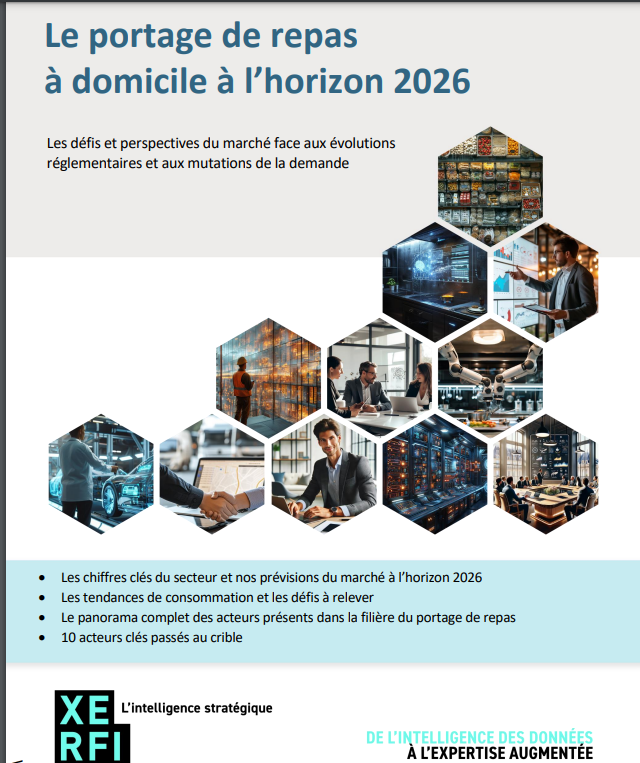 Le portage de repas
à domicile à l'horizon 2026
Les défis et perspectives du marché face aux évolutions
réglementaires et aux mutations de la demande
• Les chiffres clés du secteur et nos prévisions du marché à l'horizon 2026
• Les tendances de consommation et les défis à relever
• Le panorama complet des acteurs présents dans la filière du portage de repas
• 10 acteurs clés passés au crible
XE
RFI
L'intelligence stratégique
DE L'INTELLIGENCE DES DONNÉES
À L'EXPERTISE AUGMENTÉE